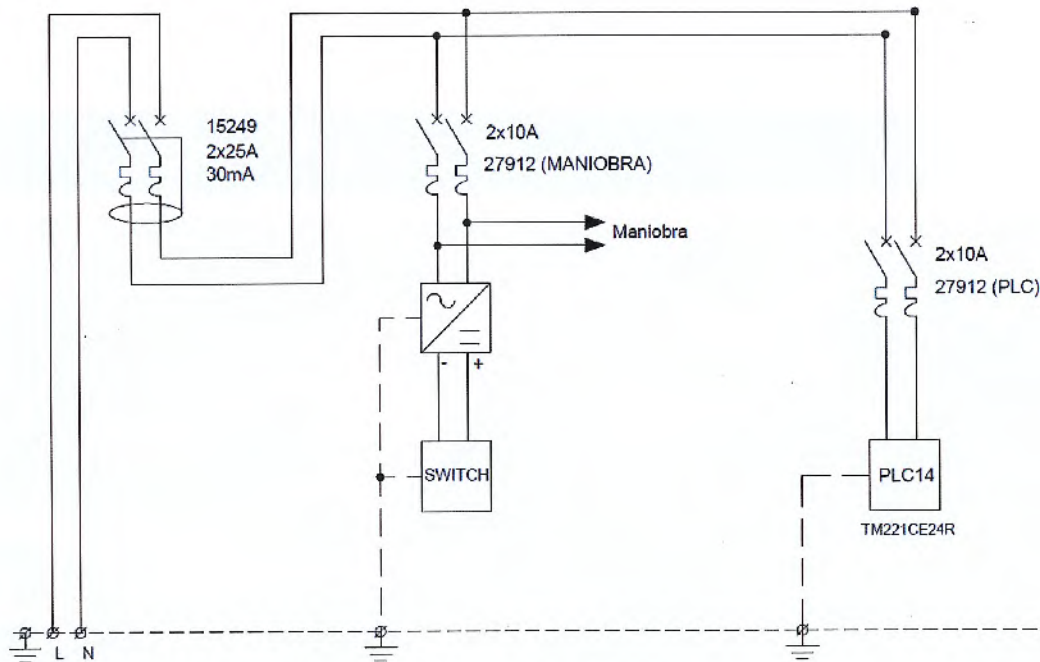 15249
2x25A
30mA
2x10A
27912 (MANIOBRA)
Maniobra
2x10A
27912 (PLC)
- +
SWITCH
PLC14
TM221CE24R
L N